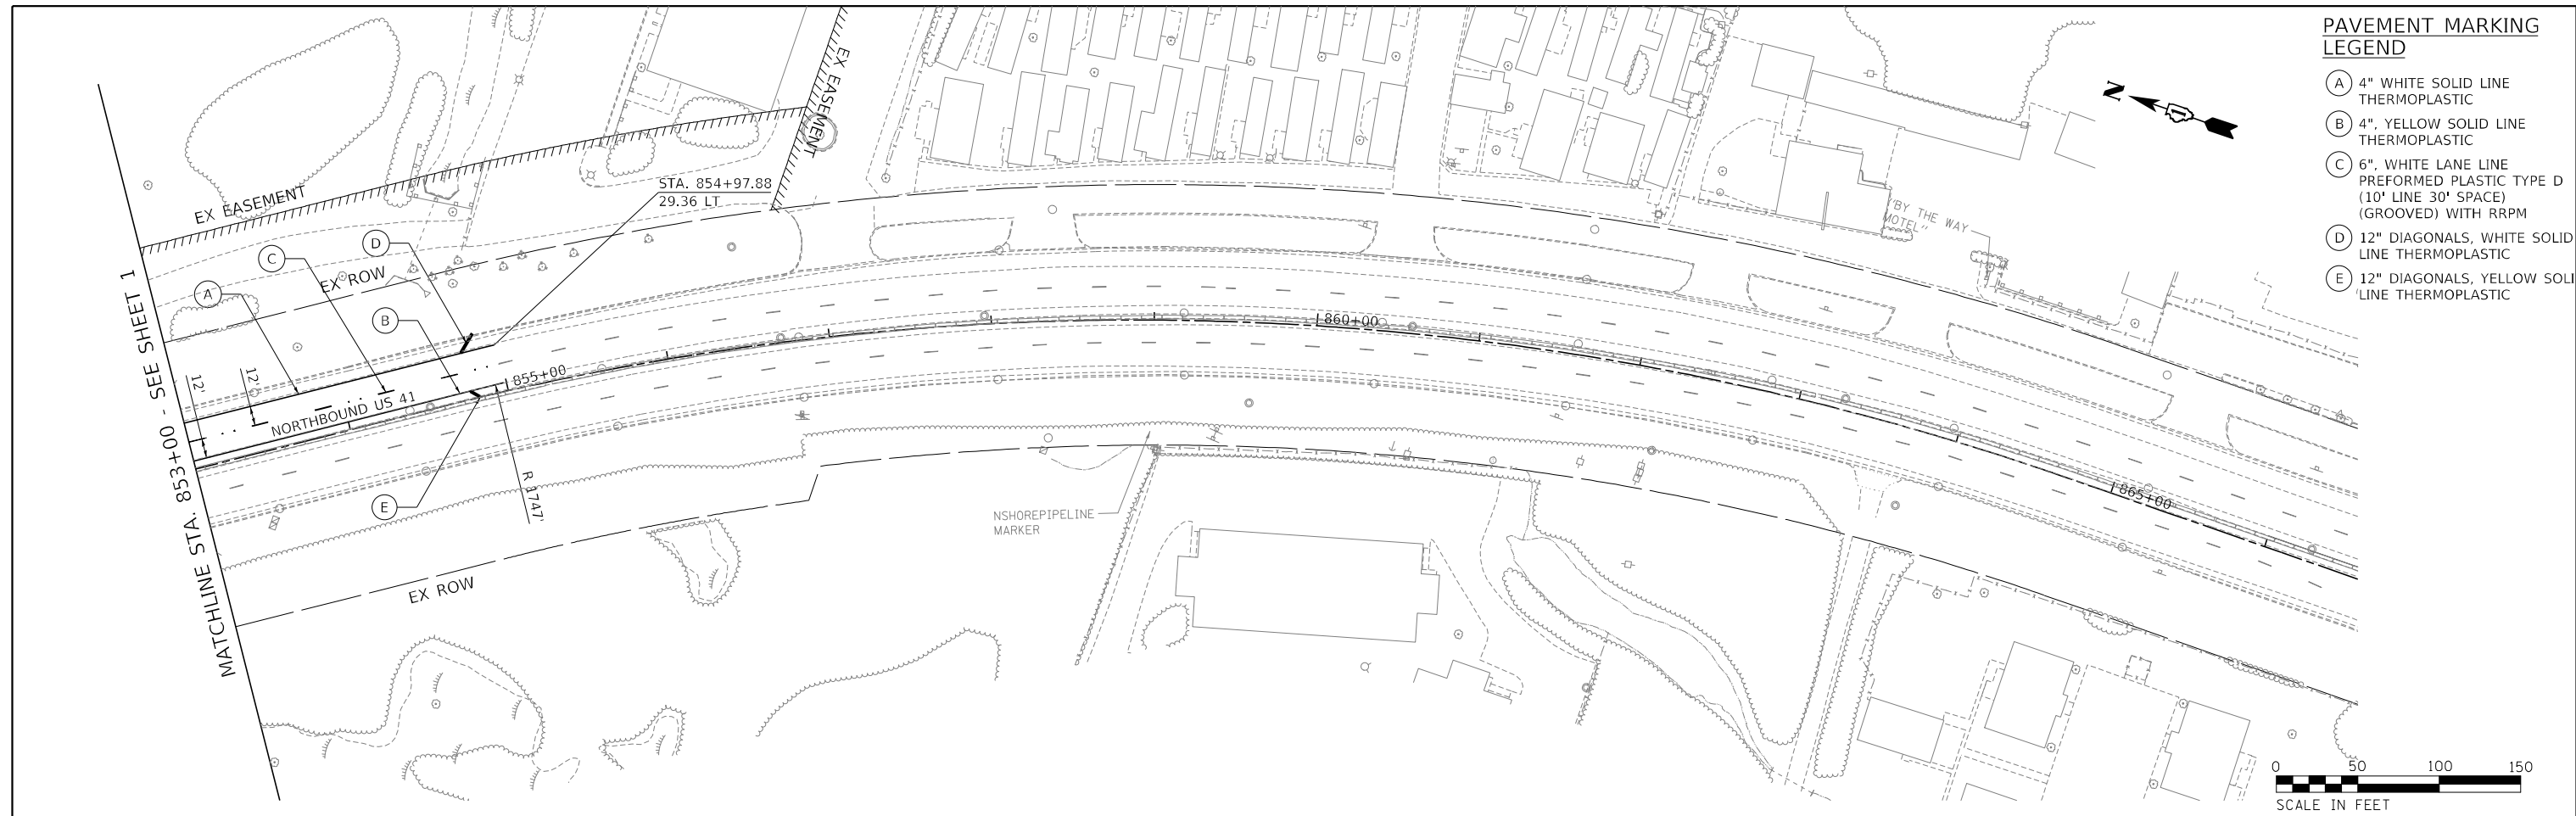 PAVEMENT MARKING
LEGEND
A 4" WHITE SOLID LINE
THERMOPLASTIC
B 4", YELLOW SOLID LINE
THERMOPLASTIC
C 6", WHITE LANE LINE
PREFORMED PLASTIC TYPE D
(10' LINE 30' SPACE)
(GROOVED) WITH RRPM
D 12" DIAGONALS, WHITE SOLID
LINE THERMOPLASTIC
E 12" DIAGONALS, YELLOW SOLI
LINE THERMOPLASTIC
N
EX EASEMENT
EX EASEMENT
STA. 854+97.88
29.36 LT
"BY THE WAY
MOTEL"
D
C
A
B
E
EX ROW
12'
12'
NORTHBOUND US 41
855+00
860+00
865+00
R 1747'
MATCHLINE STA. 853+00 - SEE SHEET 1
NSHOREPIPELINE
MARKER
EX ROW
0 50 100 150
SCALE IN FEET